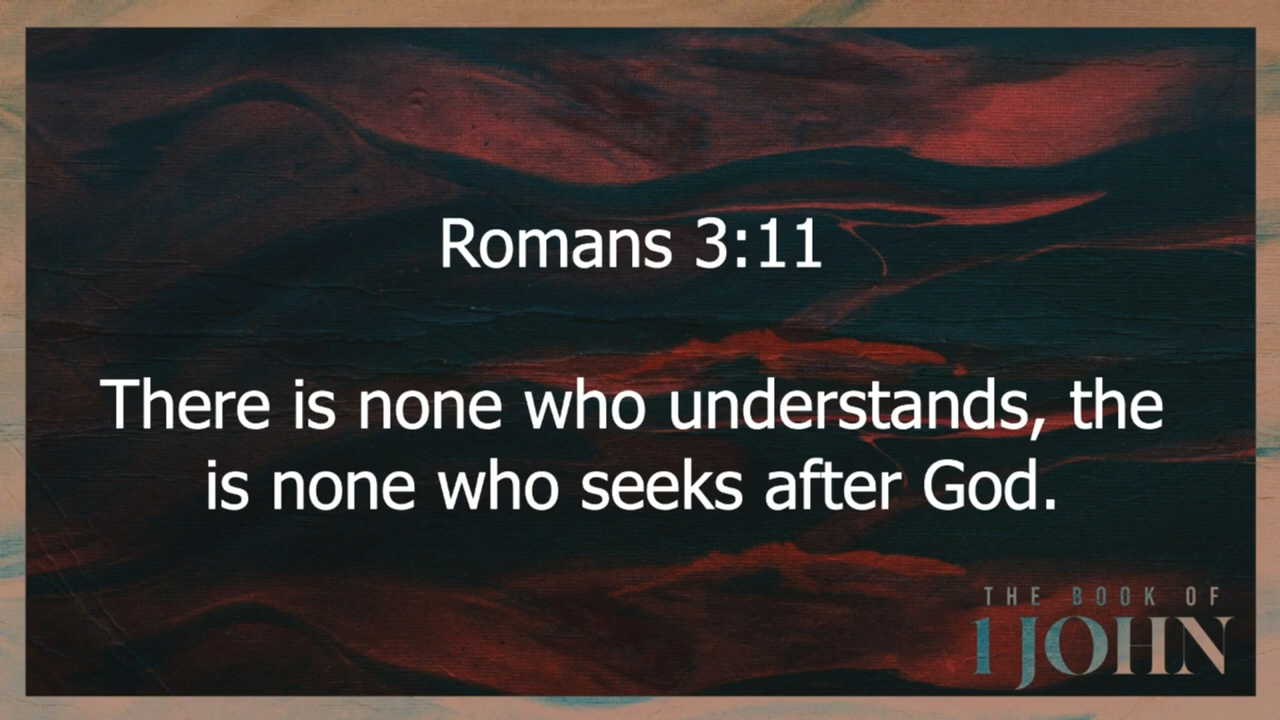 Romans 3:11
There is none who understands, the
is none who seeks after God.
THE BOOK OF
1 JOHN